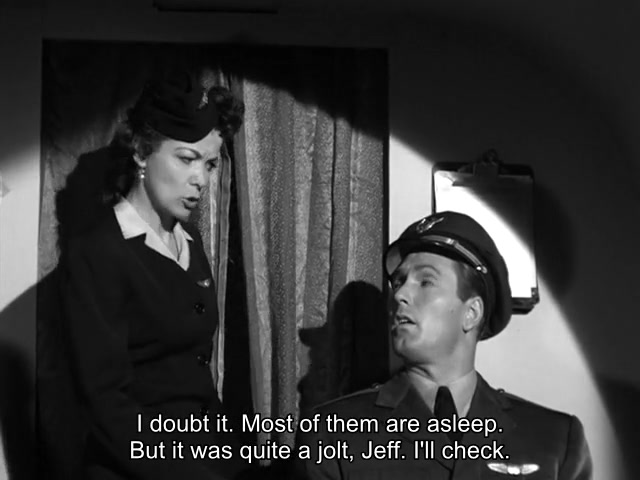 I doubt it. Most of them are asleep.
But it was quite a jolt, Jeff. I'll check.